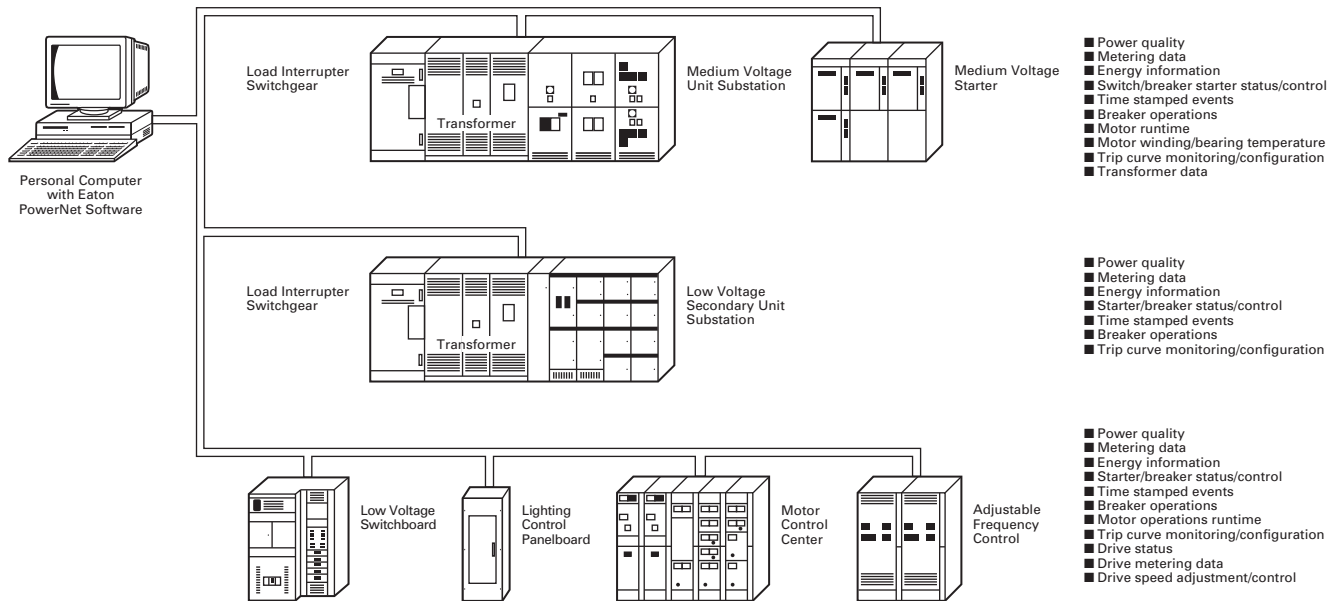 Load Interrupter
Switchgear
Transformer
Medium Voltage
Unit Substation
Medium Voltage
Starter
■ Power quality
■ Metering data
■ Energy information
■ Switch/breaker starter status/control
■ Time stamped events
■ Breaker operations
■ Motor runtime
■ Motor winding/bearing temperature
■ Trip curve monitoring/configuration
■ Transformer data
Personal Computer
with Eaton
PowerNet Software
Load Interrupter
Switchgear
Transformer
Low Voltage
Secondary Unit
Substation
■ Power quality
■ Metering data
■ Energy information
■ Starter/breaker status/control
■ Time stamped events
■ Breaker operations
■ Trip curve monitoring/configuration
Low Voltage
Switchboard
Lighting
Control
Panelboard
Motor
Control
Center
Adjustable
Frequency
Control
■ Power quality
■ Metering data
■ Energy information
■ Starter/breaker status/control
■ Time stamped events
■ Breaker operations
■ Motor operations runtime
■ Trip curve monitoring/configuration
■ Drive status
■ Drive metering data
■ Drive speed adjustment/control